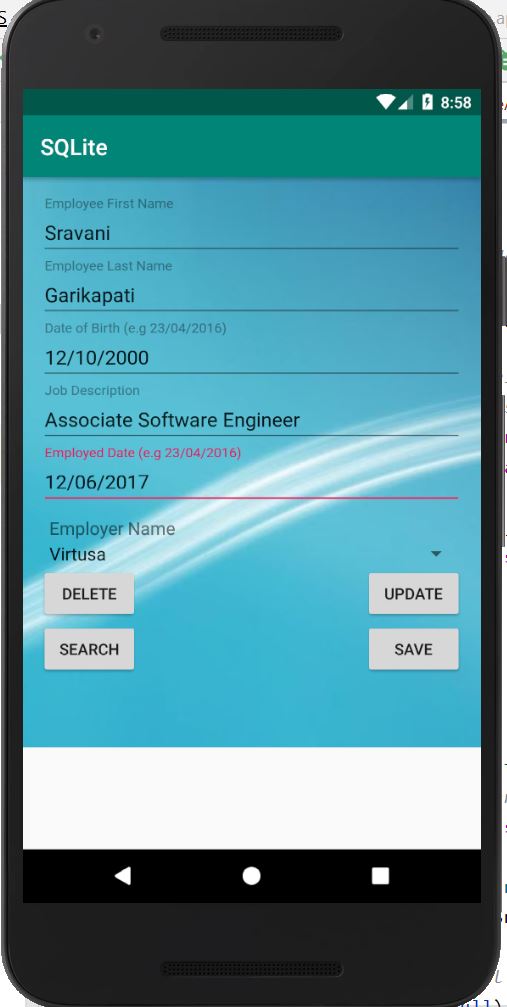 8:58
SQLite
Employee First Name
Sravani
Employee Last Name
Garikapati
Date of Birth (e.g 23/04/2016)
12/10/2000
Job Description
Associate Software Engineer
Employed Date (e.g 23/04/2016)
12/06/2017
Employer Name
Virtusa
DELETE UPDATE
SEARCH SAVE